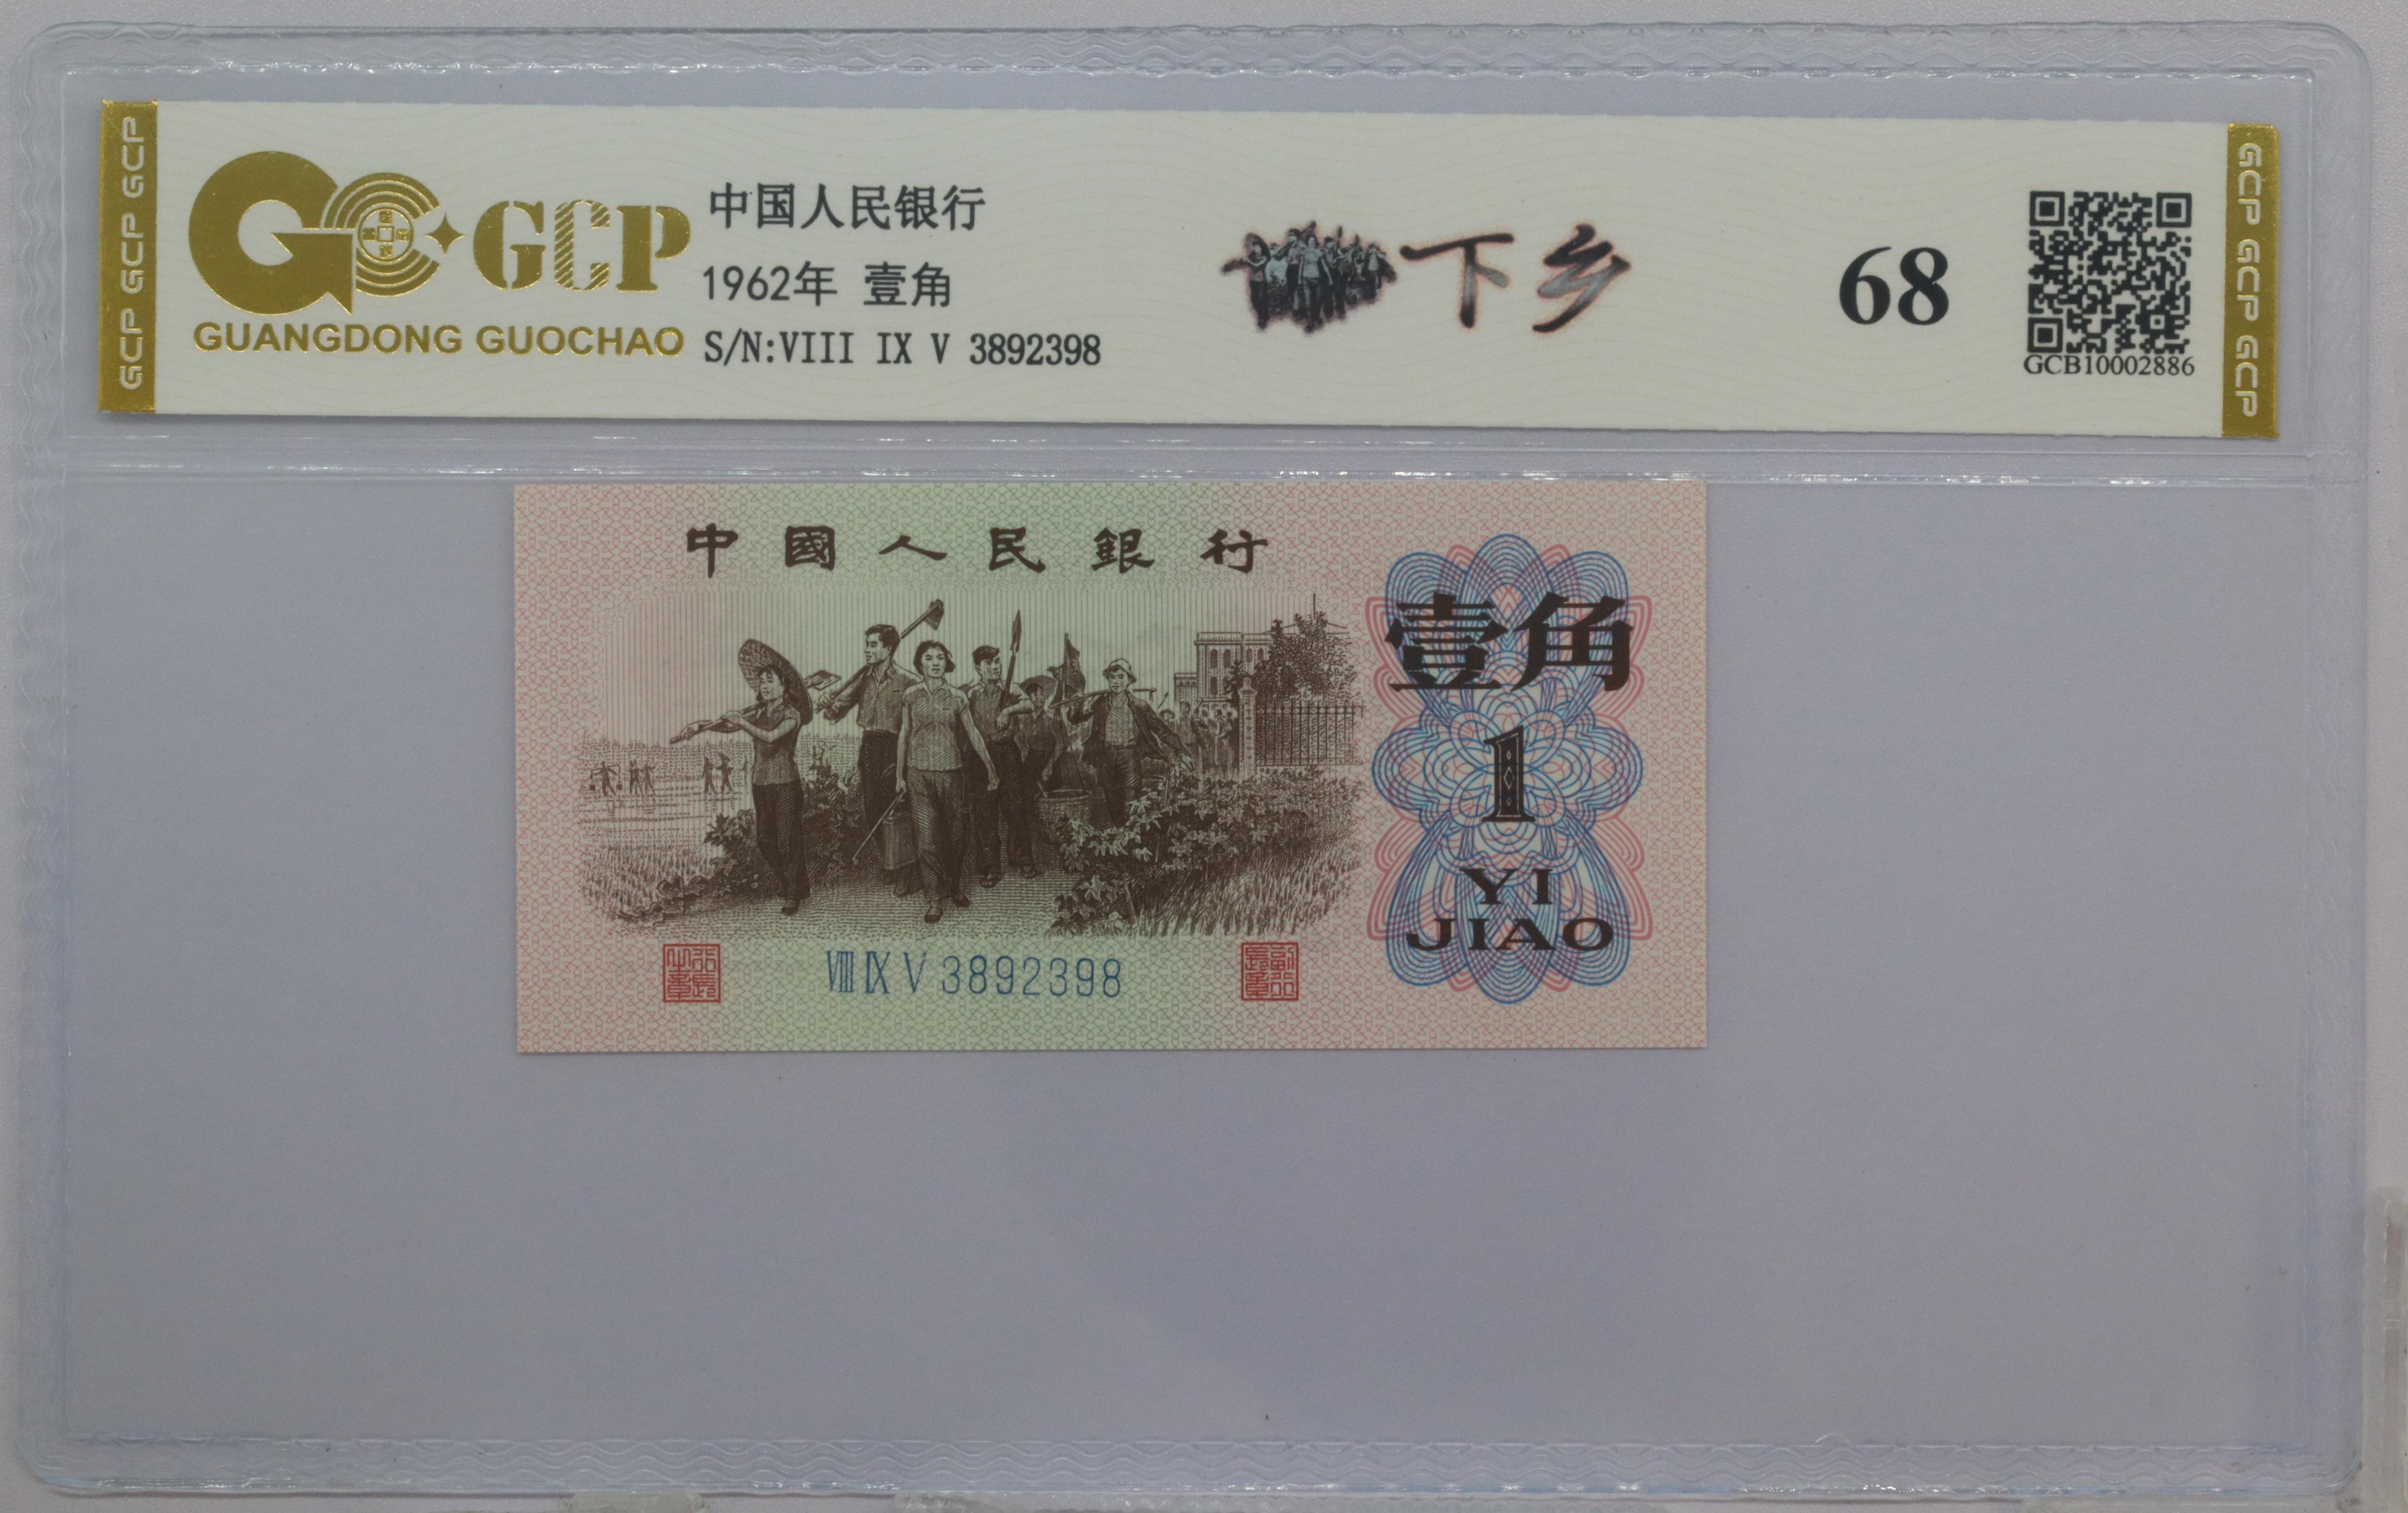 GCP GCP GCP
GCP
GUANGDONG GUOCHAO
中国人民银行
1962年 壹角
S/N:VIII IX V 3892398
下乡
68
GCB10002886
GCP GCP GCP
中國人民銀行
壹角
1
YI
JIAO
VIII IX V 3892398